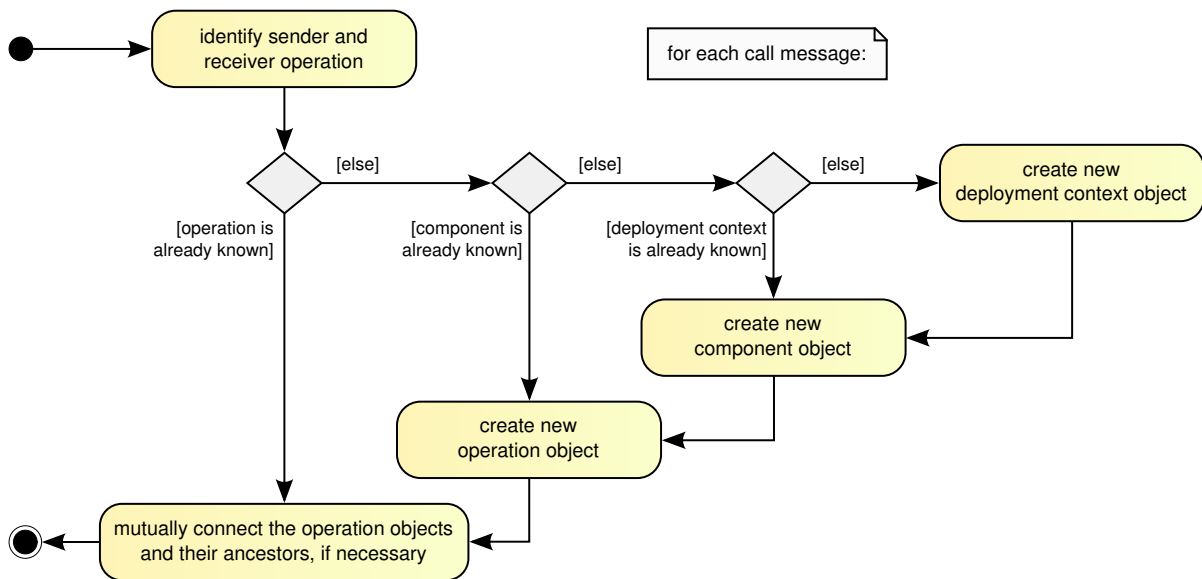 identify sender and
receiver operation
for each call message:
[else]
[else]
[else]
create new
deployment context object
[operation is
already known]
[component is
already known]
[deployment context
is already known]
create new
component object
create new
operation object
mutually connect the operation objects
and their ancestors, if necessary